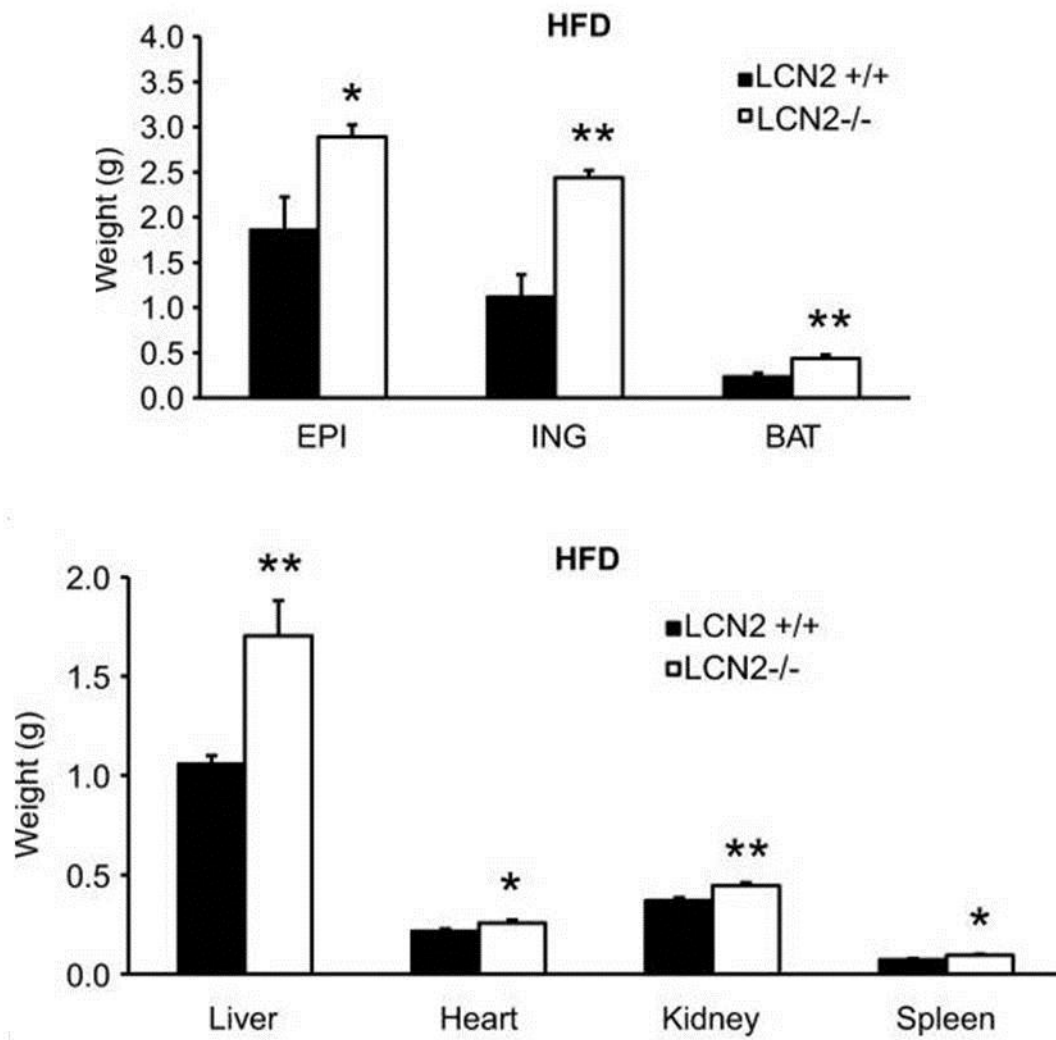 HFD
4.0
3.5
3.0
2.5
2.0
1.5
1.0
0.5
0.0
Weight (g)
LCN2 +/+
LCN2-/-
*
**
**
EPI ING BAT
HFD
2.0
1.5
1.0
0.5
0.0
Weight (g)
LCN2 +/+
LCN2-/-
**
*
**
*
Liver Heart Kidney Spleen